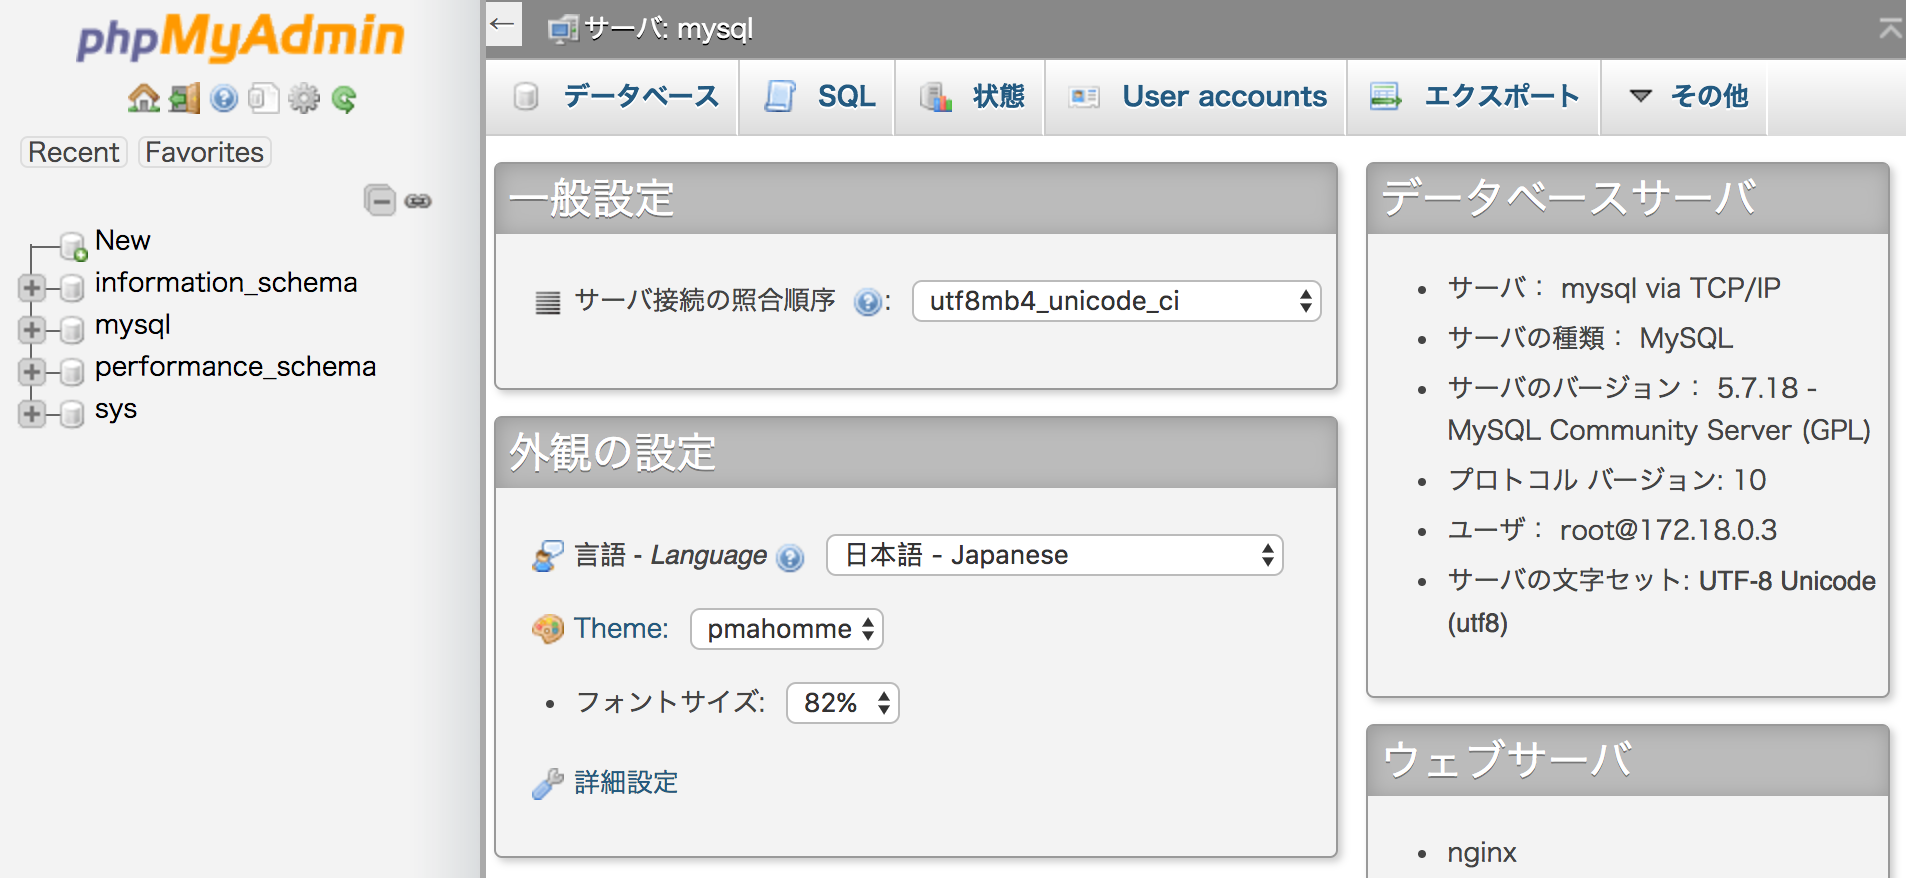 phpMyAdmin
Recent Favorites
New
information_schema
mysql
performance_schema
sys
サーバ: mysql
データベース SQL 状態 User accounts エクスポート その他
一般設定
サーバ接続の照合順序 : utf8mb4_unicode_ci
外観の設定
言語 - Language 日本語 - Japanese
Theme: pmahomme
フォントサイズ: 82%
詳細設定
データベースサーバ
サーバ： mysql via TCP/IP
サーバの種類： MySQL
サーバのバージョン： 5.7.18 -
MySQL Community Server (GPL)
プロトコル バージョン: 10
ユーザ： root@172.18.0.3
サーバの文字セット: UTF-8 Unicode
(utf8)
ウェブサーバ
nginx